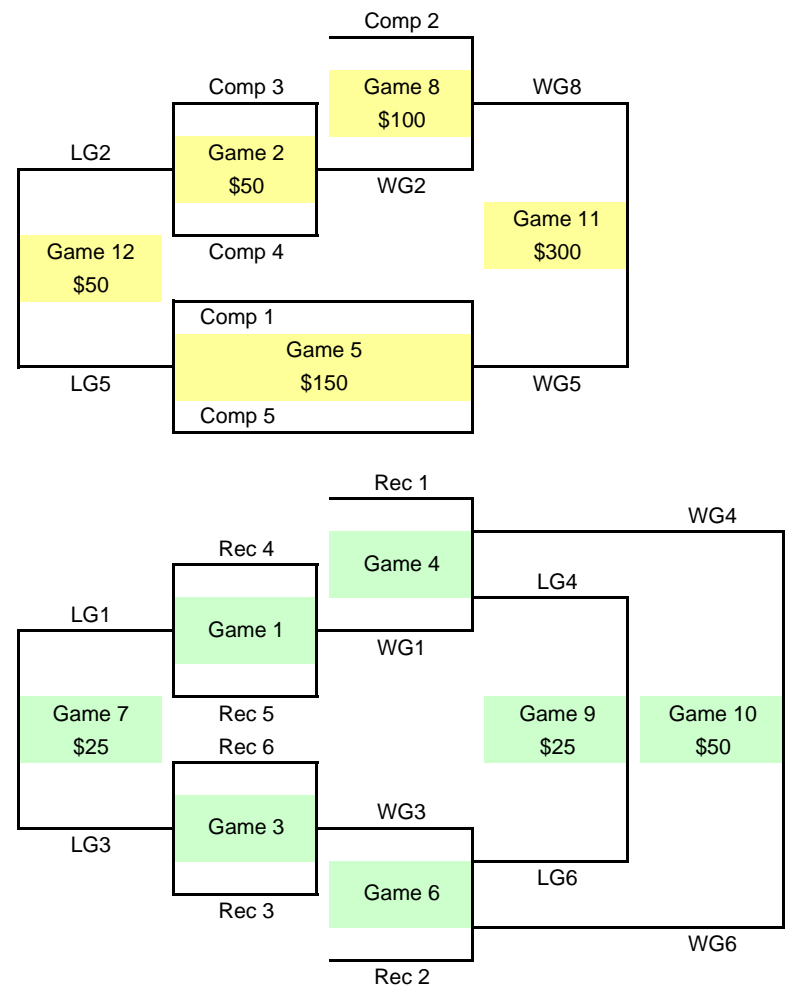 Comp 2
Comp 3
Game 8
$100
WG8
LG2
Game 2
$50
WG2
Game 11
$300
Game 12
$50
Comp 4
Comp 1
Game 5
$150
LG5
WG5
Comp 5
Rec 1
WG4
Rec 4
Game 4
LG4
LG1
Game 1
WG1
Rec 5
Game 7
$25
Game 9
$25
Game 10
$50
Rec 6
WG3
Game 3
LG3
LG6
Game 6
Rec 3
WG6
Rec 2